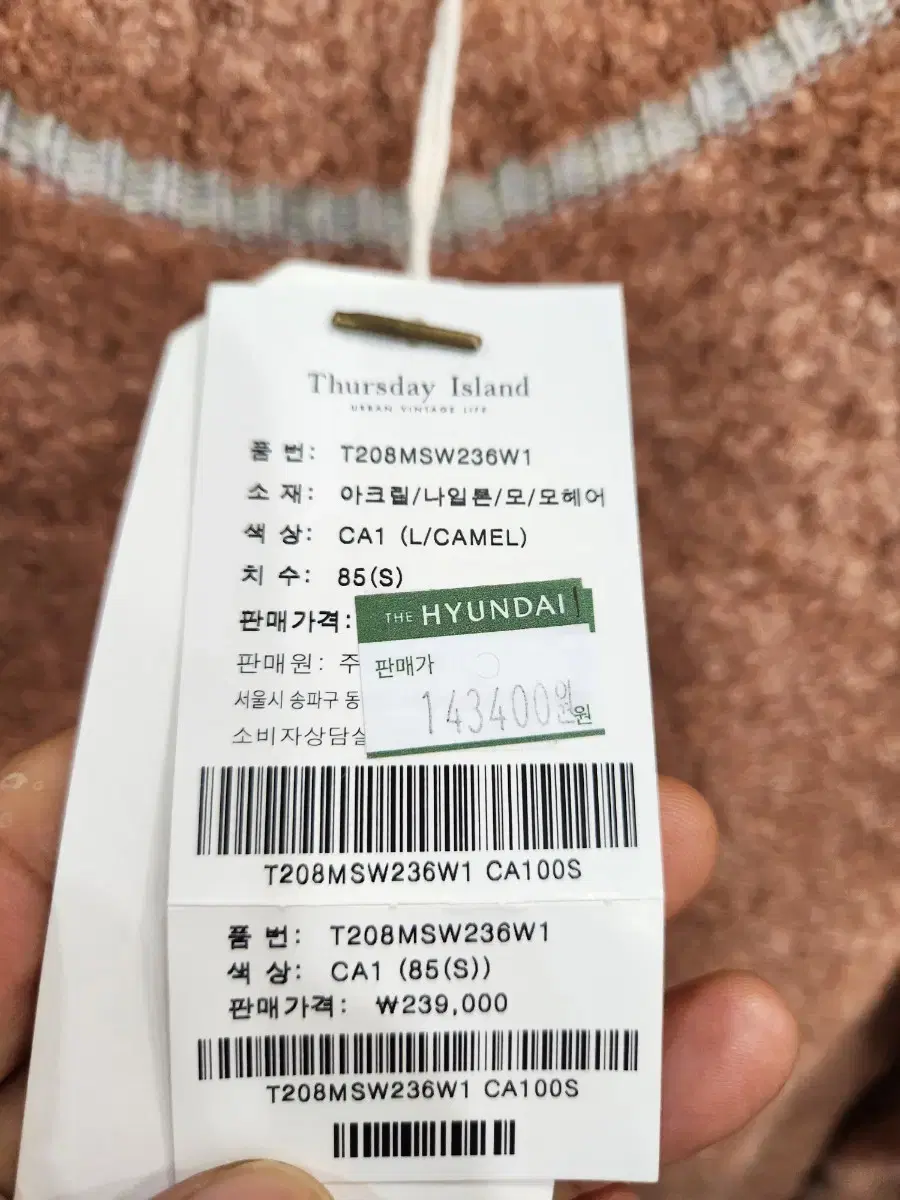 Thursday Island
URBAN VINTAGE LIFE
품 번: T208MSW236W1
소 재: 아크릴/나일론/모/모헤어
색 상: CA1 (L/CAMEL)
치 수: 85(S)
판매가격:
THE HYUNDAI
판매가
143400원
원
판매원: 주
서울시 송파구 동
소비자상담실
T208MSW236W1 CA100S
품 번: T208MSW236W1
색 상: CA1 (85(S))
판매가격: ₩239,000
T208MSW236W1 CA100S